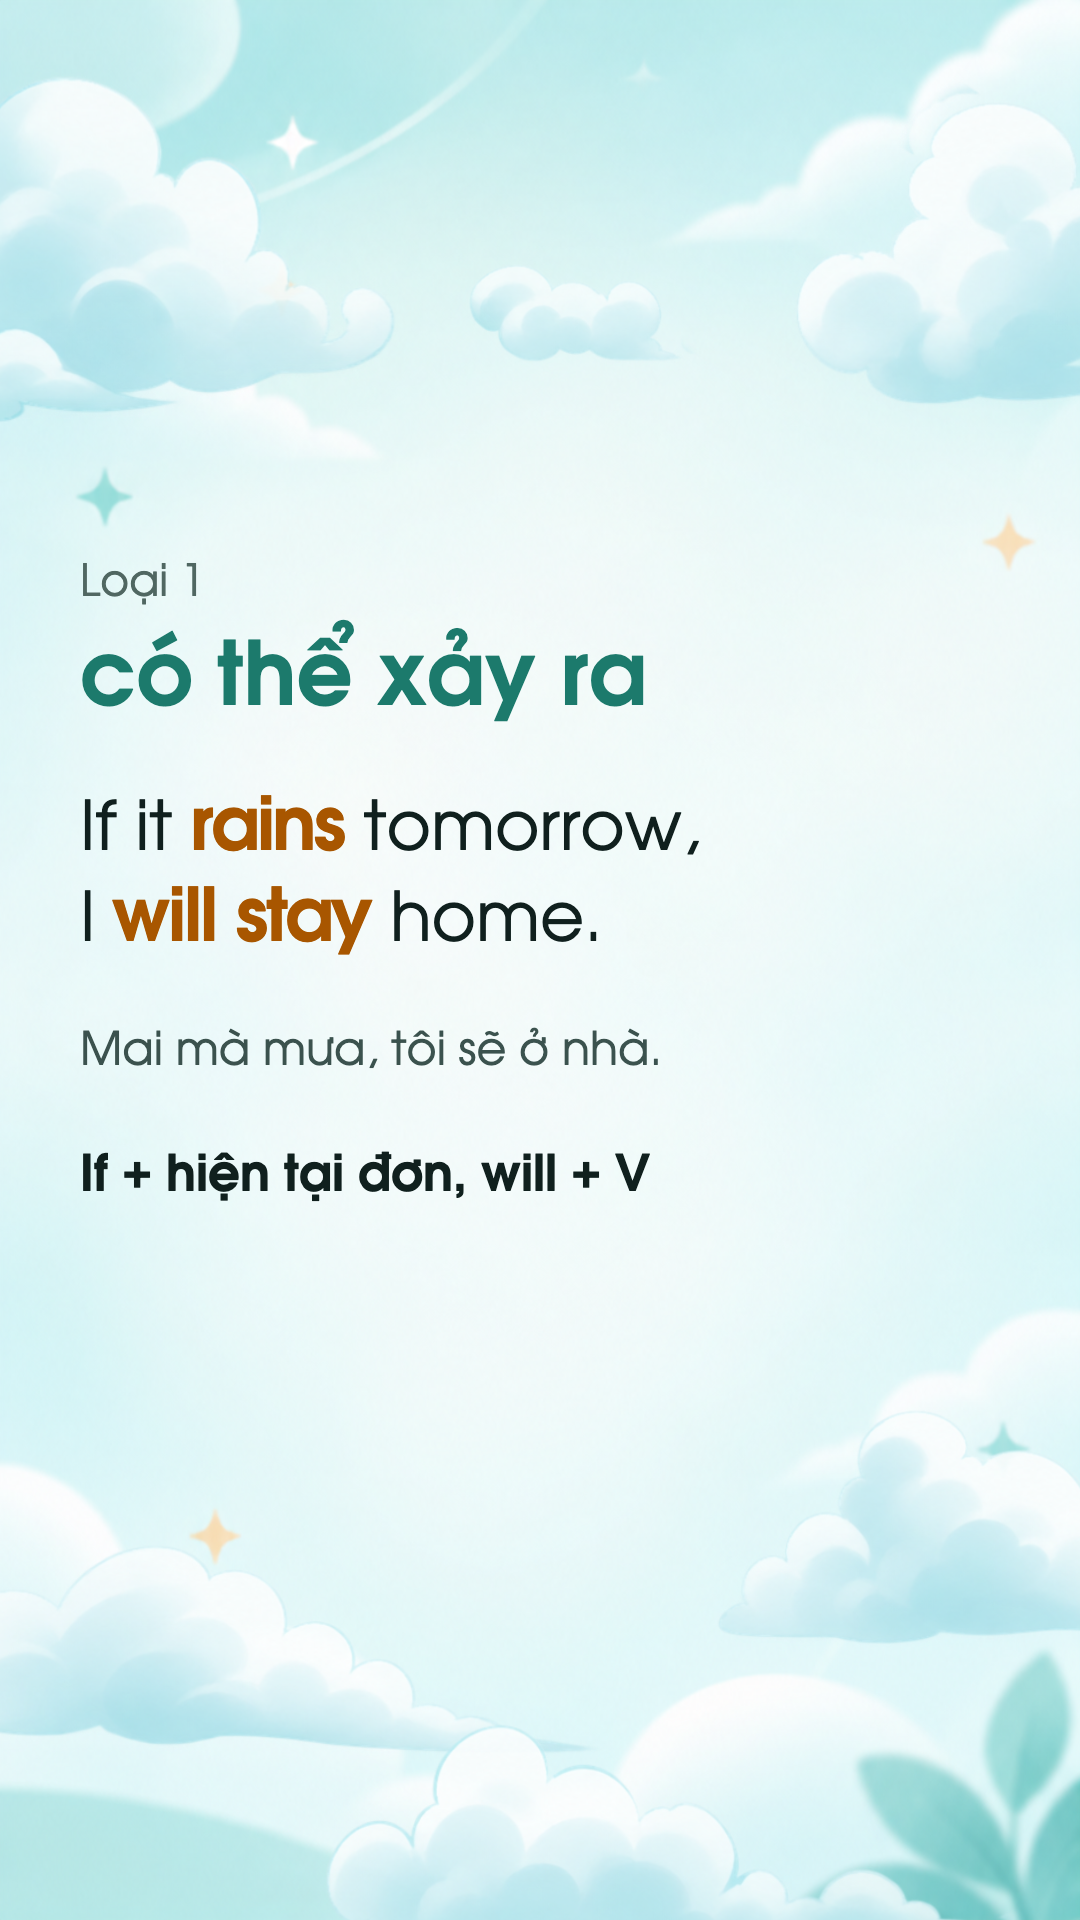 Loại 1
có thể xảy ra
If it rains tomorrow,
I will stay home.
Mai mà mưa, tôi sẽ ở nhà.
If + hiện tại đơn, will + V